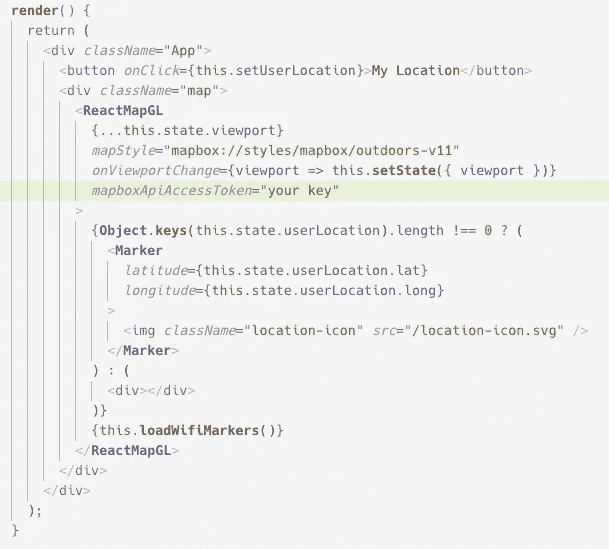 render() {
return (
<div className="App">
<button onClick={this.setUserLocation}>My Location</button>
<div className="map">
<ReactMapGL
{...this.state.viewport}
mapStyle="mapbox://styles/mapbox/outdoors-v11"
onViewportChange={viewport => this.setState({ viewport })}
mapboxApiAccessToken="your key"
>
{Object.keys(this.state.userLocation).length !== 0 ? (
<Marker
latitude={this.state.userLocation.lat}
longitude={this.state.userLocation.long}
>
<img className="location-icon" src="/location-icon.svg" />
</Marker>
) : (
<div></div>
)}
{this.loadWifiMarkers()}
</ReactMapGL>
</div>
</div>
);
}